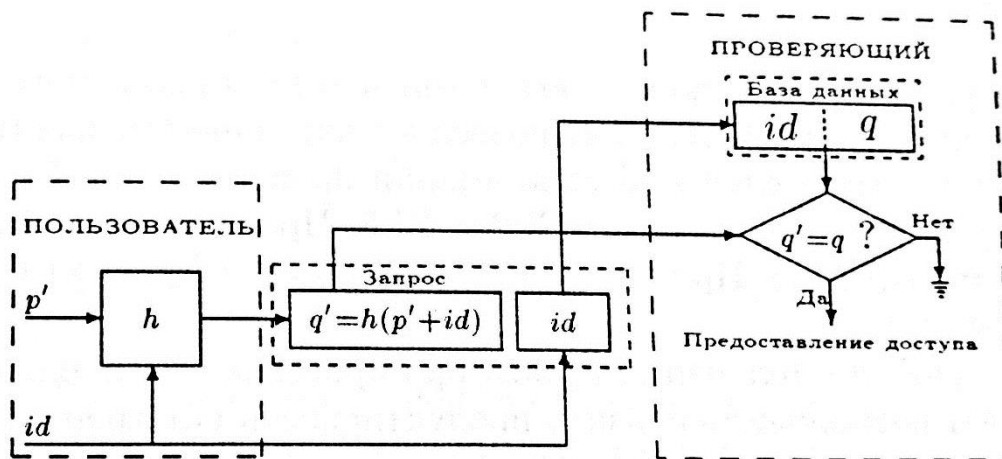 ПРОВЕРЯЮЩИЙ
База данных
id q
ПОЛЬЗОВАТЕЛЬ
q'=q ?
Нет
Запрос
p'
h
q'=h(p'+id)
id
Да
Предоставление доступа
id